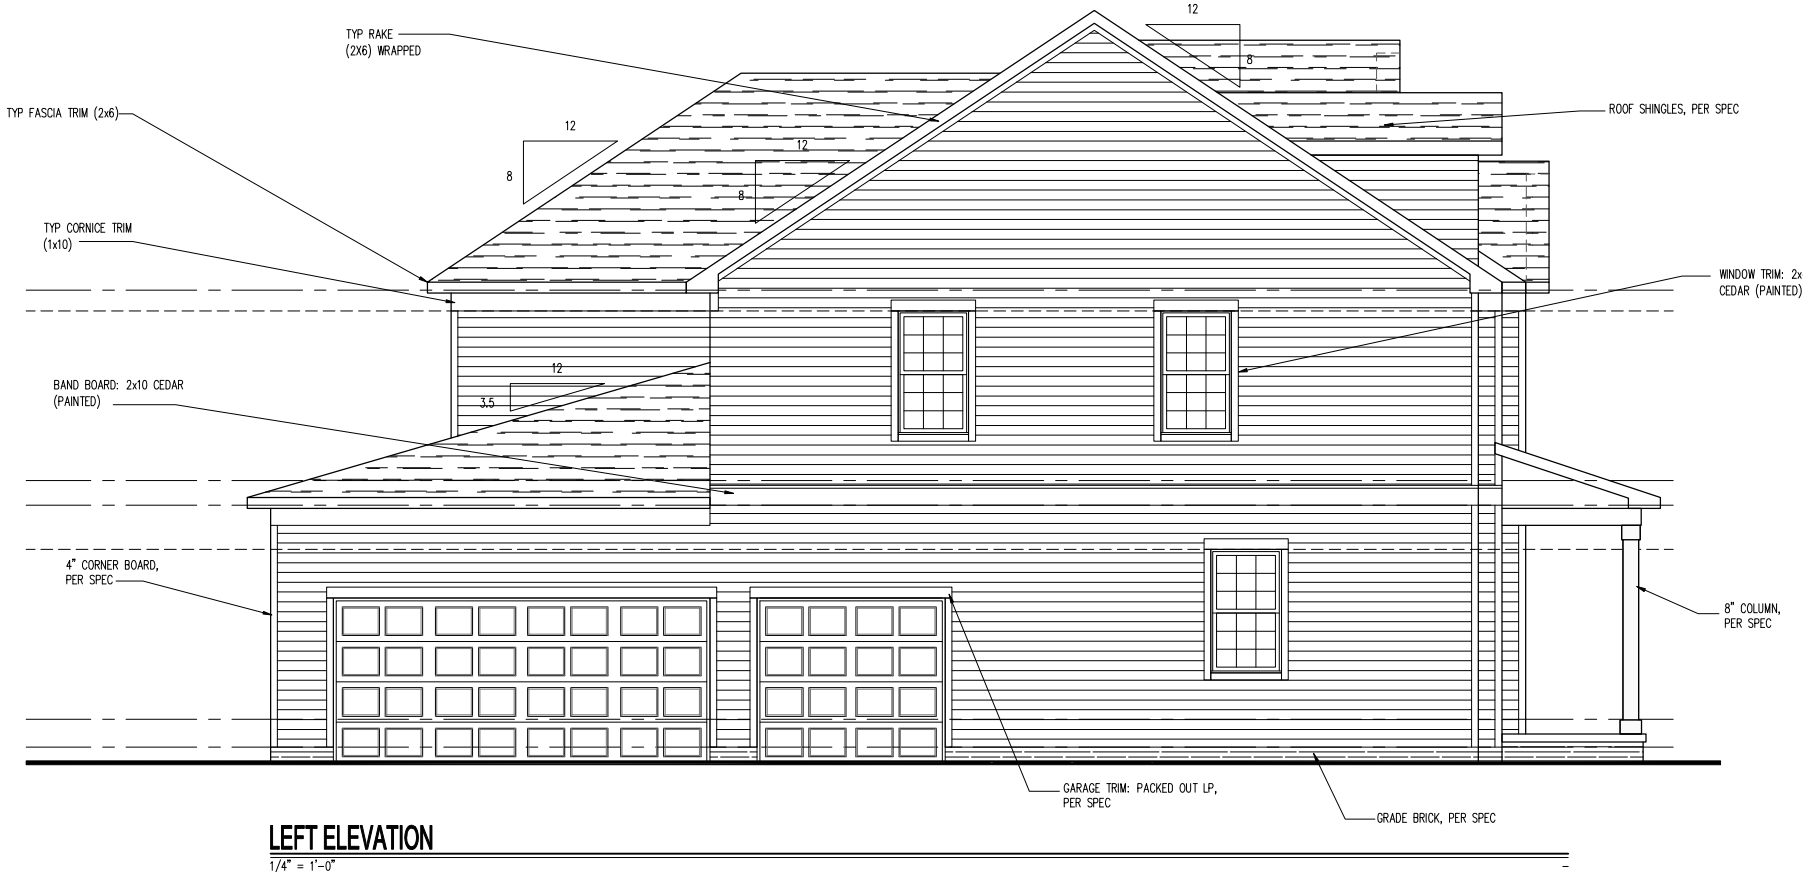 12
TYP RAKE
(2X6) WRAPPED
8
TYP FASCIA TRIM (2x6)
ROOF SHINGLES, PER SPEC
12
12
8
8
TYP CORNICE TRIM
(1x10)
WINDOW TRIM: 2x
CEDAR (PAINTED)
12
BAND BOARD: 2x10 CEDAR
(PAINTED)
3.5
4" CORNER BOARD,
PER SPEC
8" COLUMN,
PER SPEC
GARAGE TRIM: PACKED OUT LP,
PER SPEC
GRADE BRICK, PER SPEC
LEFT ELEVATION
1/4" = 1'-0"